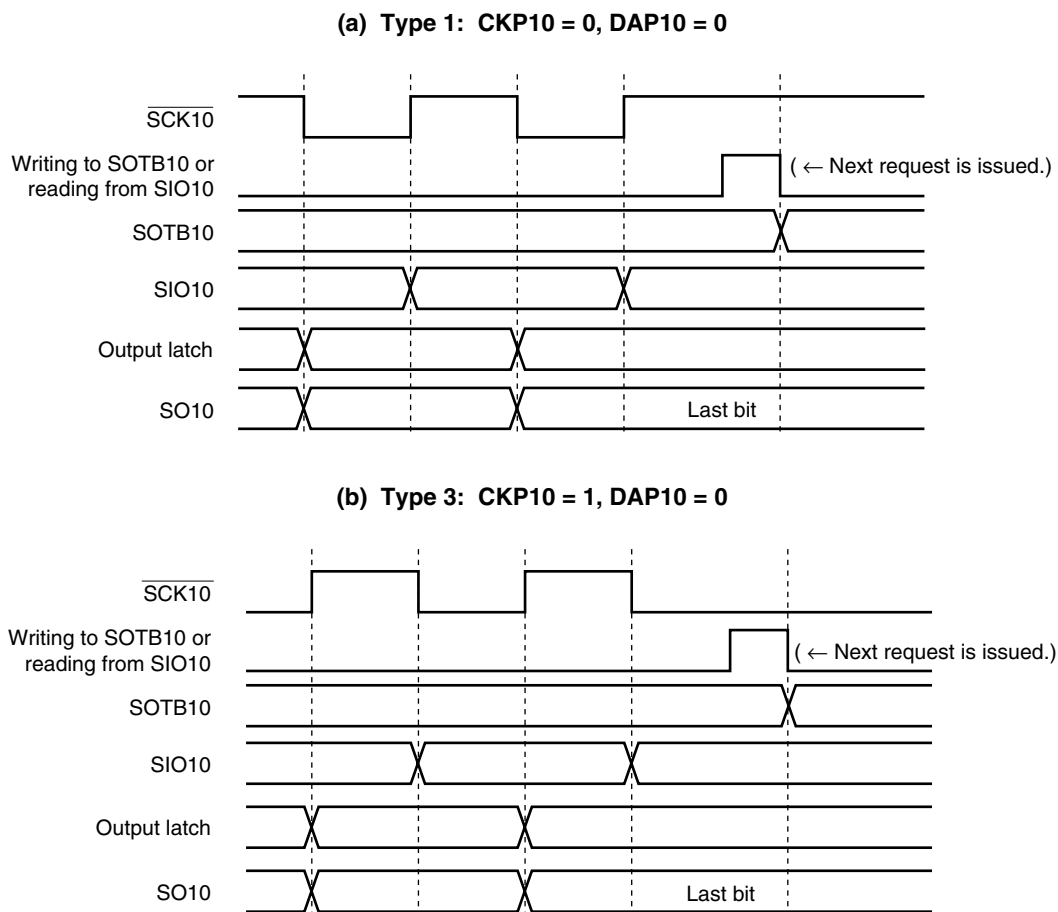 (a) Type 1: CKP10 = 0, DAP10 = 0
SCK10
Writing to SOTB10 or
reading from SIO10
( ← Next request is issued.)
SOTB10
SIO10
Output latch
SO10
Last bit
(b) Type 3: CKP10 = 1, DAP10 = 0
SCK10
Writing to SOTB10 or
reading from SIO10
( ← Next request is issued.)
SOTB10
SIO10
Output latch
SO10
Last bit